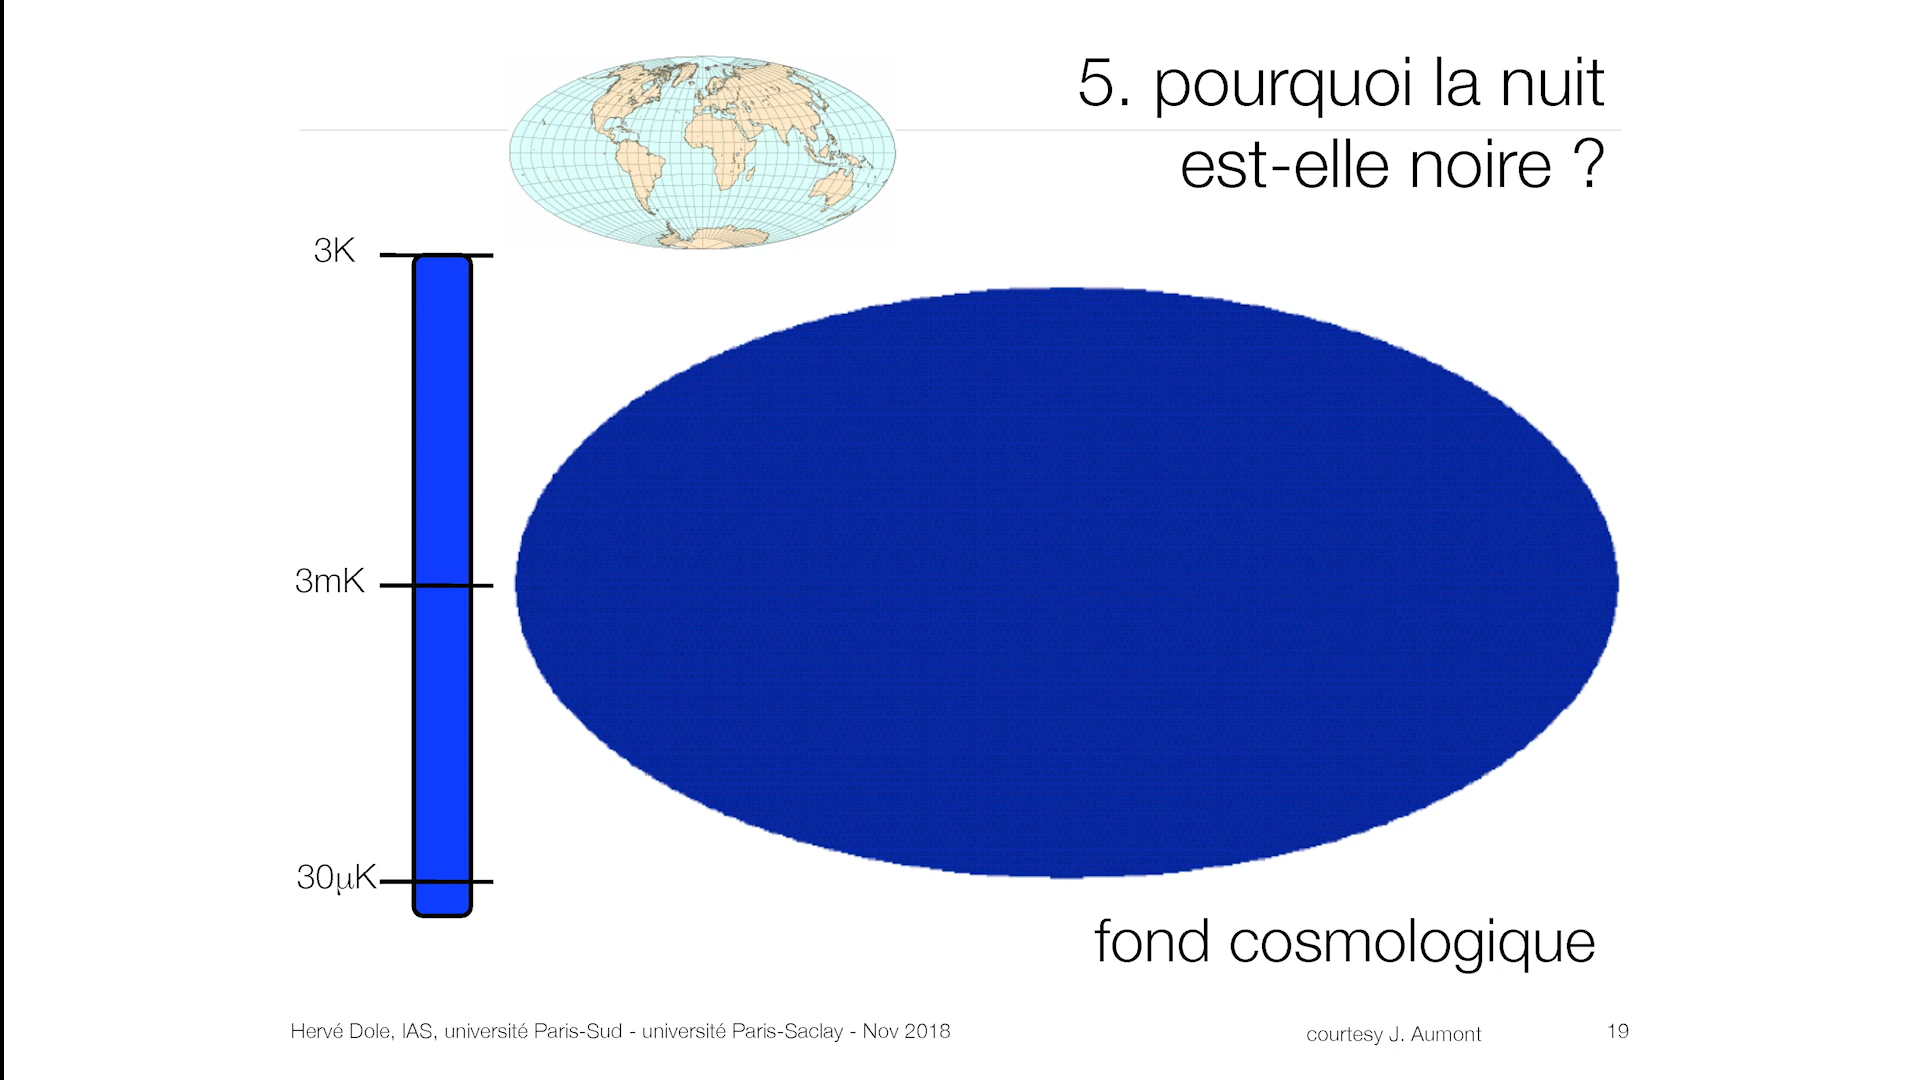 5. pourquoi la nuit
est-elle noire ?
3K
3mK
30μK
fond cosmologique
Hervé Dole, IAS, université Paris-Sud - université Paris-Saclay - Nov 2018
courtesy J. Aumont
19